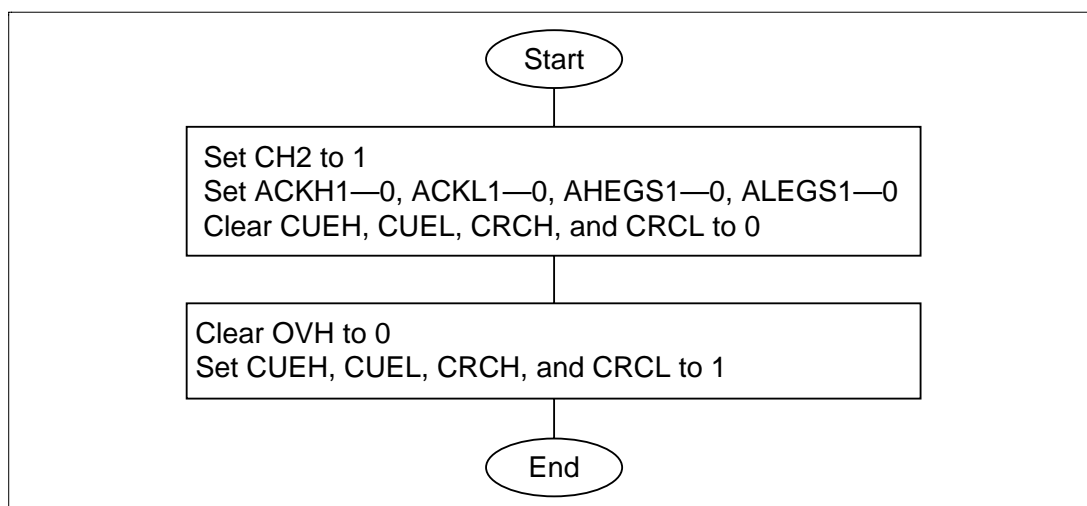 Start
Set CH2 to 1
Set ACKH1—0, ACKL1—0, AHEGS1—0, ALEGS1—0
Clear CUEH, CUEL, CRCH, and CRCL to 0
Clear OVH to 0
Set CUEH, CUEL, CRCH, and CRCL to 1
End